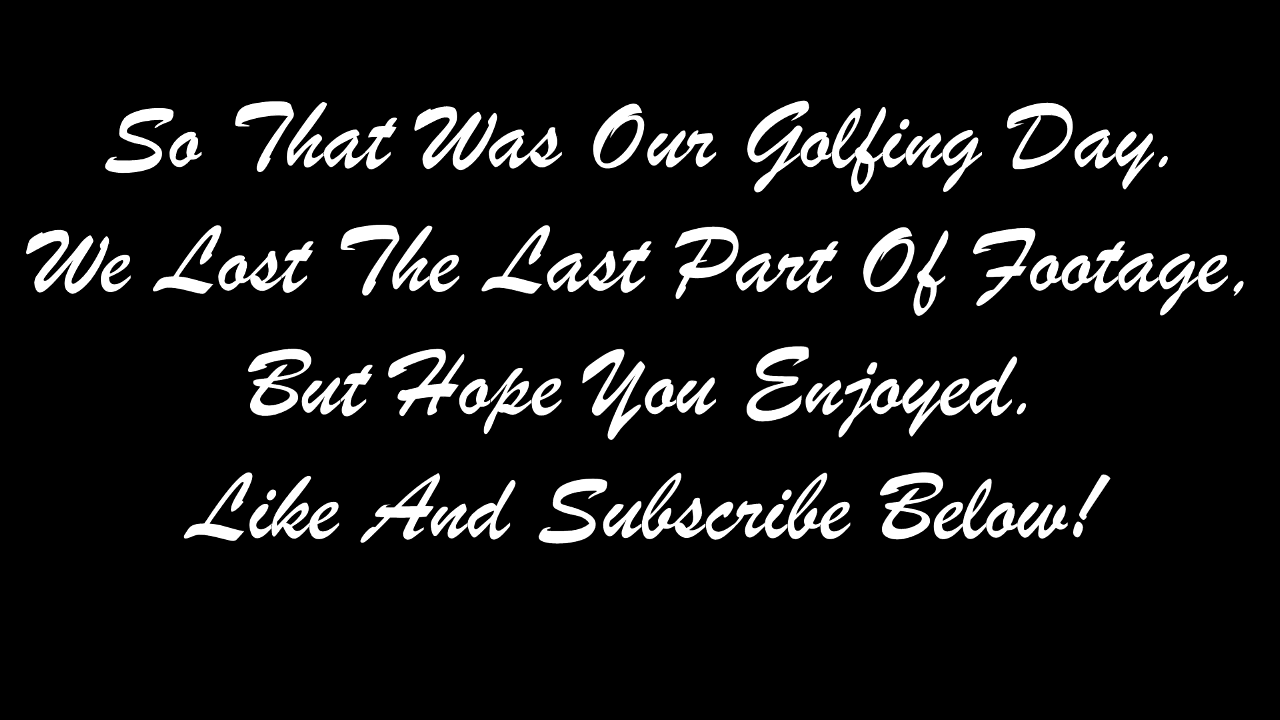 So That Was Our Golfing Day.
We Lost The Last Part Of Footage,
But Hope You Enjoyed.
Like And Subscribe Below!